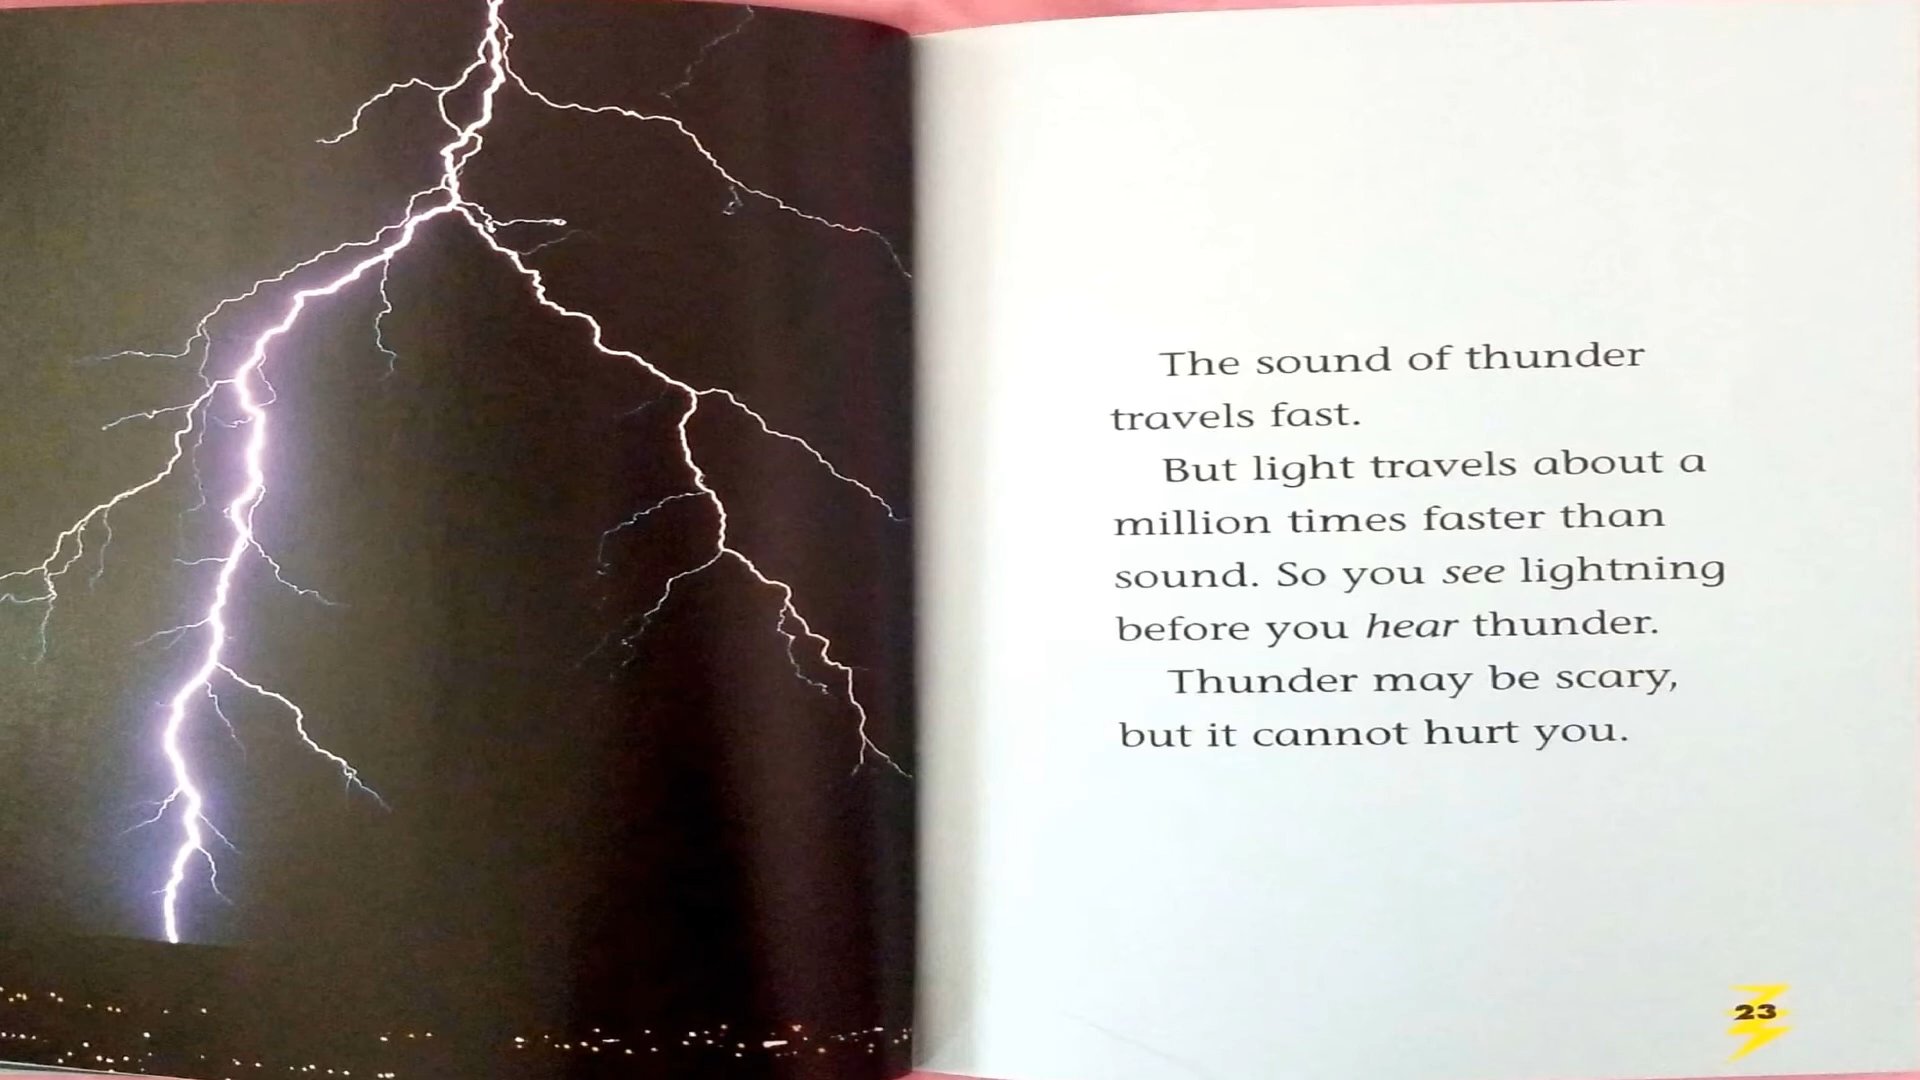 The sound of thunder
travels fast.
But light travels about a
million times faster than
sound. So you see lightning
before you hear thunder.
Thunder may be scary,
but it cannot hurt you.
23